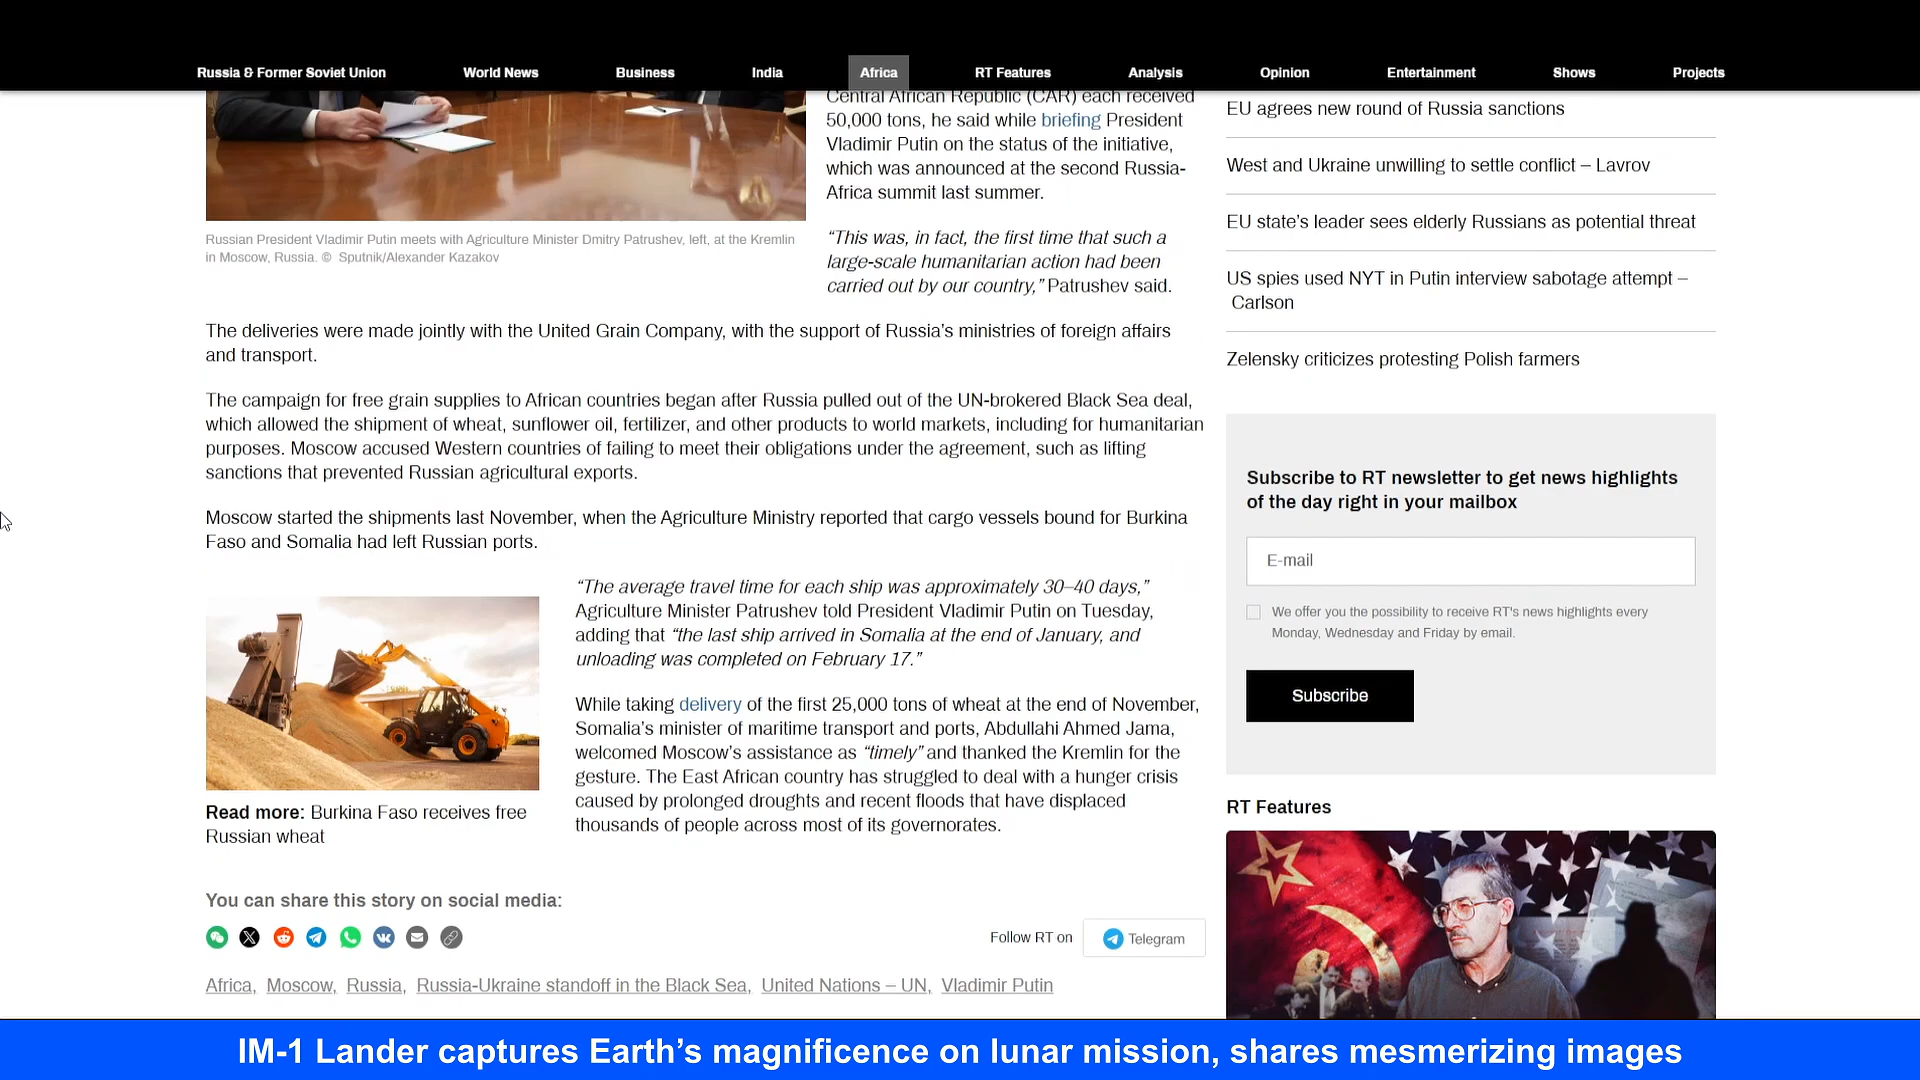 Russia & Former Soviet Union World News Business India Africa RT Features Analysis Opinion Entertainment Shows Projects
Central African Republic (CAR) each received
50,000 tons, he said while briefing President
Vladimir Putin on the status of the initiative,
which was announced at the second Russia-
Africa summit last summer.
“This was, in fact, the first time that such a
large-scale humanitarian action had been
carried out by our country,” Patrushev said.
Russian President Vladimir Putin meets with Agriculture Minister Dmitry Patrushev, left, at the Kremlin
in Moscow, Russia. © Sputnik/Alexander Kazakov
The deliveries were made jointly with the United Grain Company, with the support of Russia’s ministries of foreign affairs
and transport.
The campaign for free grain supplies to African countries began after Russia pulled out of the UN-brokered Black Sea deal,
which allowed the shipment of wheat, sunflower oil, fertilizer, and other products to world markets, including for humanitarian
purposes. Moscow accused Western countries of failing to meet their obligations under the agreement, such as lifting
sanctions that prevented Russian agricultural exports.
Moscow started the shipments last November, when the Agriculture Ministry reported that cargo vessels bound for Burkina
Faso and Somalia had left Russian ports.
“The average travel time for each ship was approximately 30–40 days,”
Agriculture Minister Patrushev told President Vladimir Putin on Tuesday,
adding that “the last ship arrived in Somalia at the end of January, and
unloading was completed on February 17.”
While taking delivery of the first 25,000 tons of wheat at the end of November,
Somalia’s minister of maritime transport and ports, Abdullahi Ahmed Jama,
welcomed Moscow’s assistance as “timely” and thanked the Kremlin for the
gesture. The East African country has struggled to deal with a hunger crisis
caused by prolonged droughts and recent floods that have displaced
thousands of people across most of its governorates.
Read more: Burkina Faso receives free
Russian wheat
You can share this story on social media:
Follow RT on Telegram
Africa, Moscow, Russia, Russia-Ukraine standoff in the Black Sea, United Nations – UN, Vladimir Putin
EU agrees new round of Russia sanctions
West and Ukraine unwilling to settle conflict – Lavrov
EU state’s leader sees elderly Russians as potential threat
US spies used NYT in Putin interview sabotage attempt –
Carlson
Zelensky criticizes protesting Polish farmers
Subscribe to RT newsletter to get news highlights
of the day right in your mailbox
E-mail
We offer you the possibility to receive RT's news highlights every
Monday, Wednesday and Friday by email.
Subscribe
RT Features
IM-1 Lander captures Earth’s magnificence on lunar mission, shares mesmerizing images